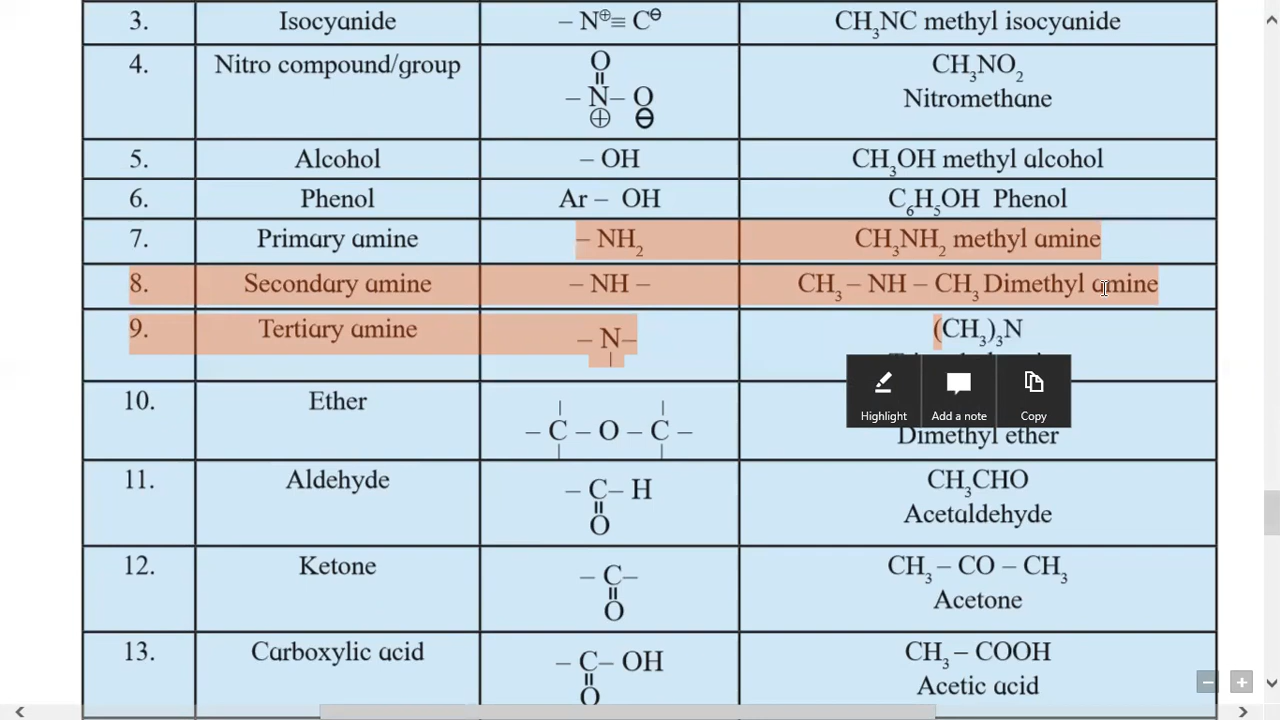 3. Isocyanide – N⊕≡ C⊖ CH₃NC methyl isocyanide
4. Nitro compound/group
O
||
– N– O
⊕ ⊖
CH₃NO₂
Nitromethane
5. Alcohol – OH CH₃OH methyl alcohol
6. Phenol Ar – OH C₆H₅OH Phenol
7. Primary amine – NH₂ CH₃NH₂ methyl amine
8. Secondary amine – NH – CH₃ – NH – CH₃ Dimethyl amine
9. Tertiary amine
– N–
|
(CH₃)₃N
Highlight Add a note Copy
10. Ether
| |
– C – O – C –
| |
Dimethyl ether
11. Aldehyde
– C– H
||
O
CH₃CHO
Acetaldehyde
12. Ketone
– C–
||
O
CH₃ – CO – CH₃
Acetone
13. Carboxylic acid
– C– OH
||
O
CH₃ – COOH
Acetic acid